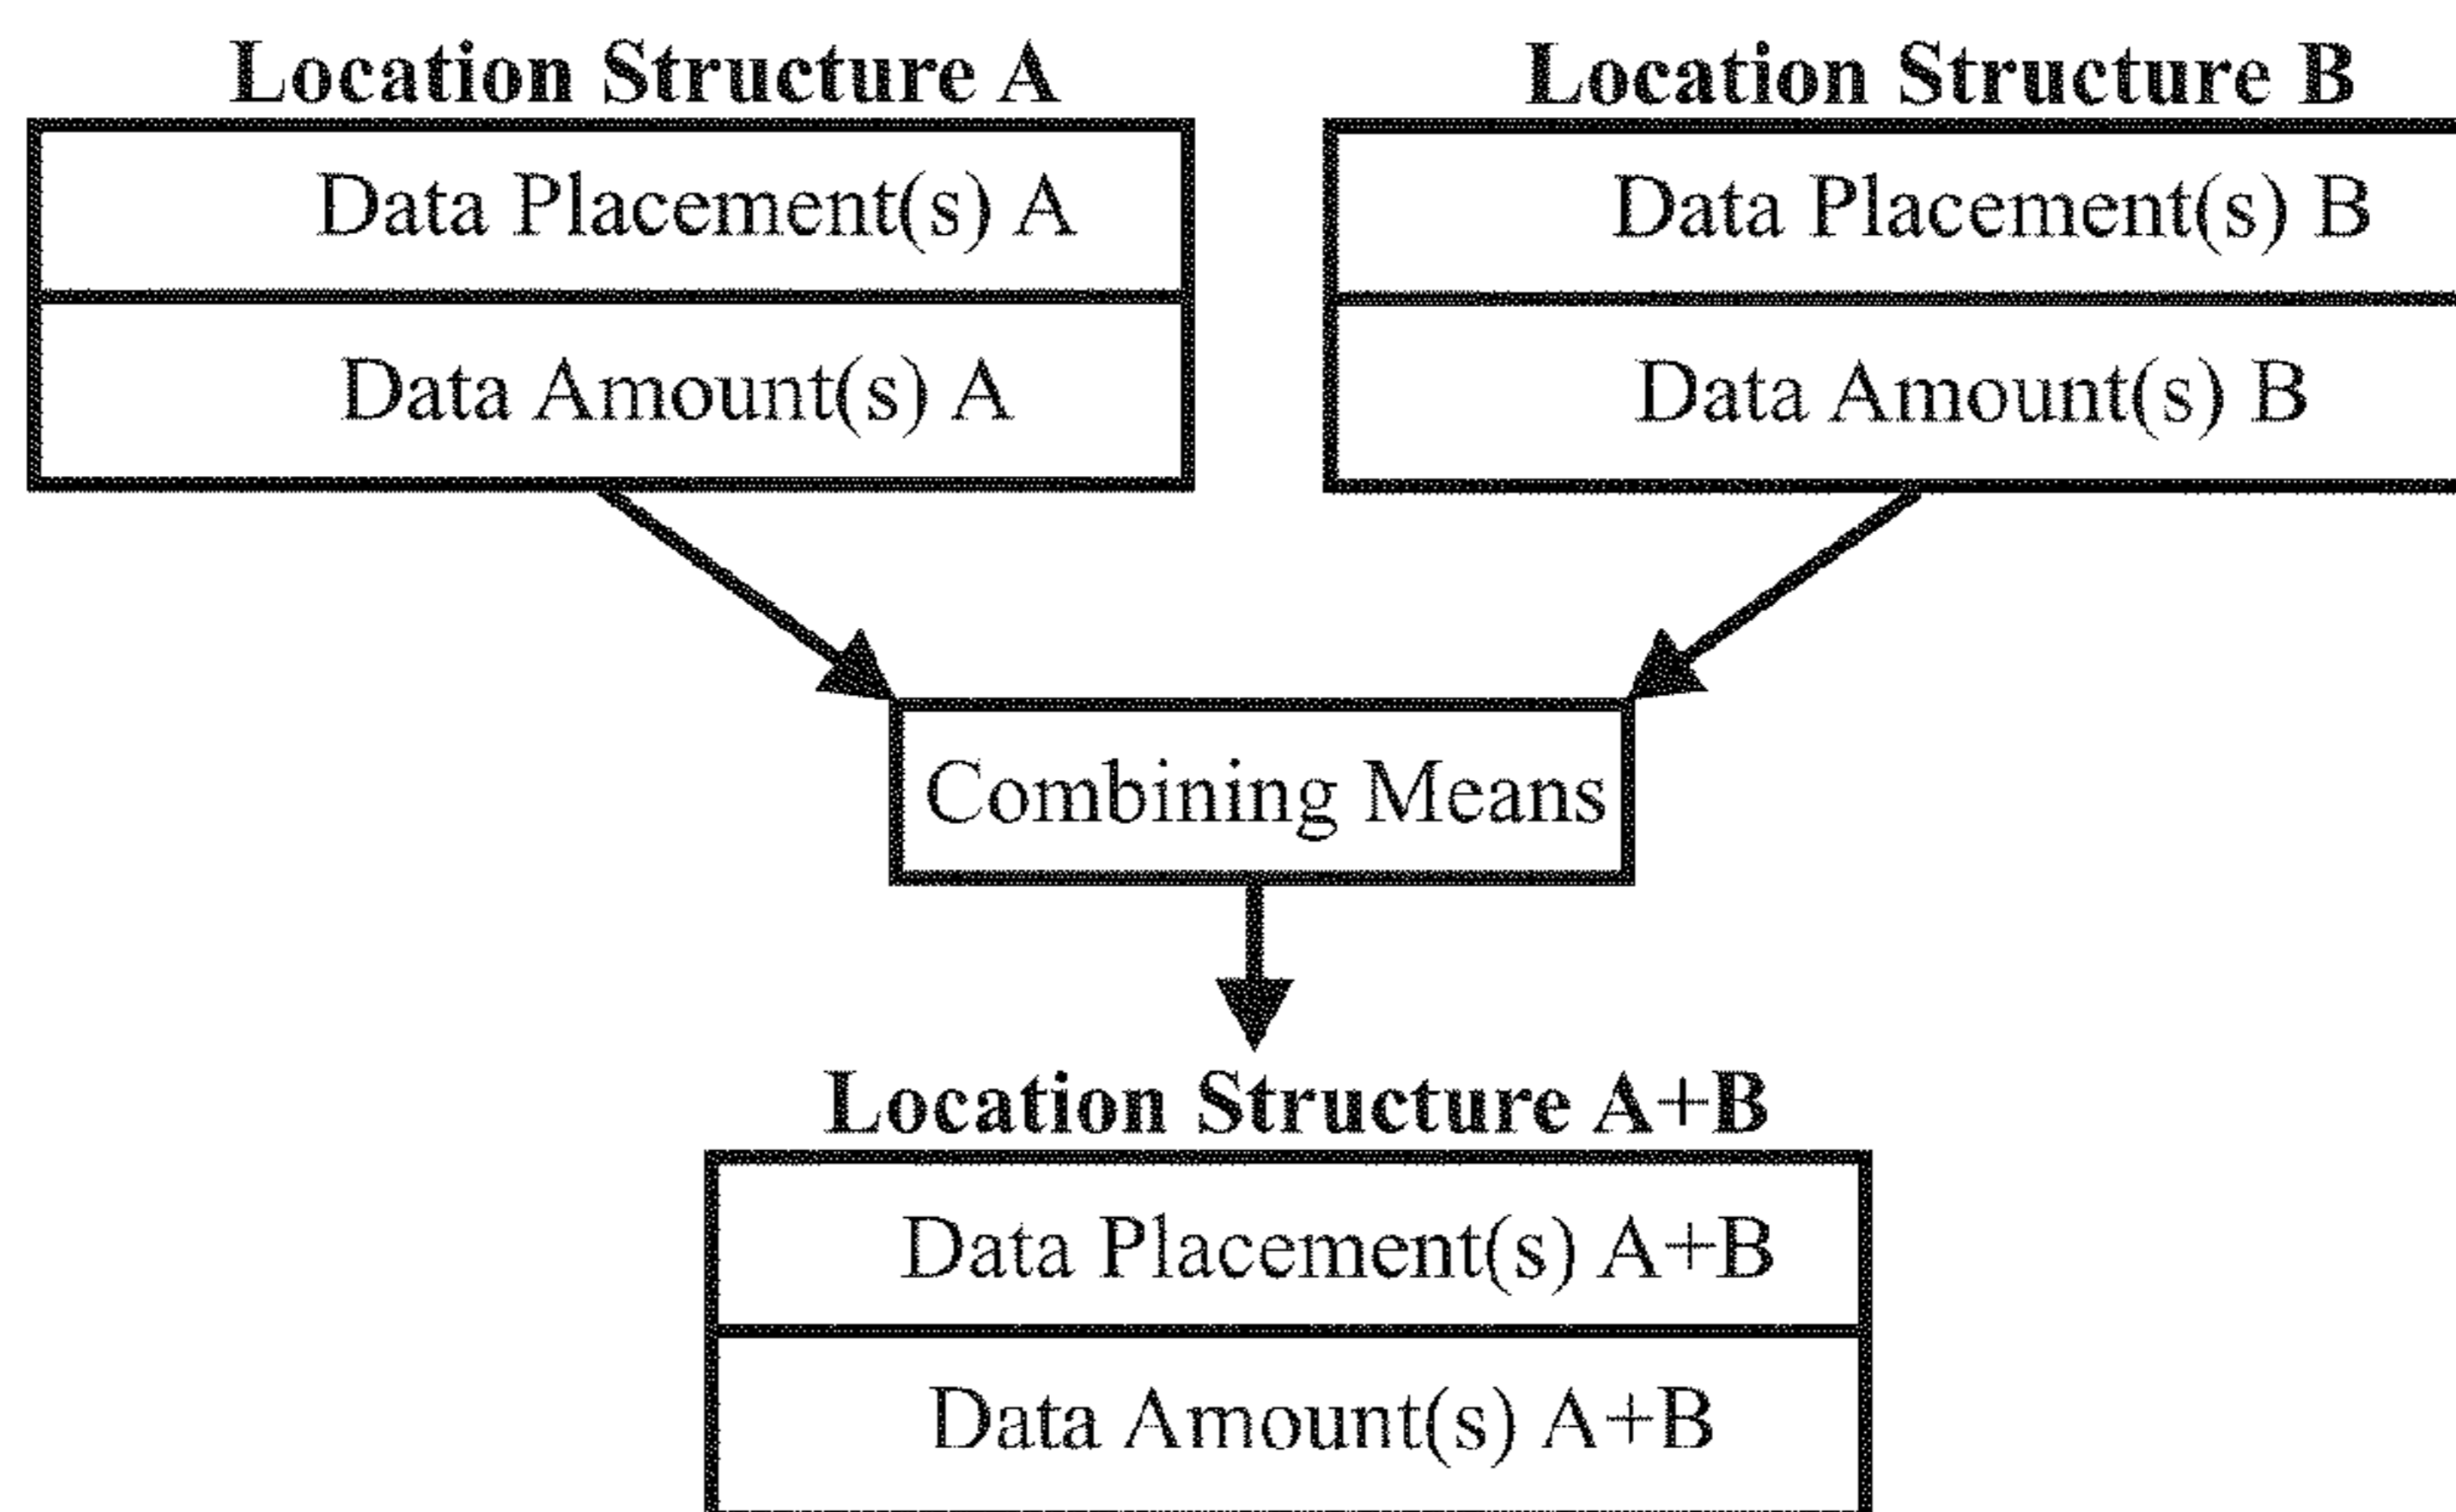 Location Structure A
Data Placement(s) A
Data Amount(s) A
Location Structure B
Data Placement(s) B
Data Amount(s) B
Combining Means
Location Structure A+B
Data Placement(s) A+B
Data Amount(s) A+B